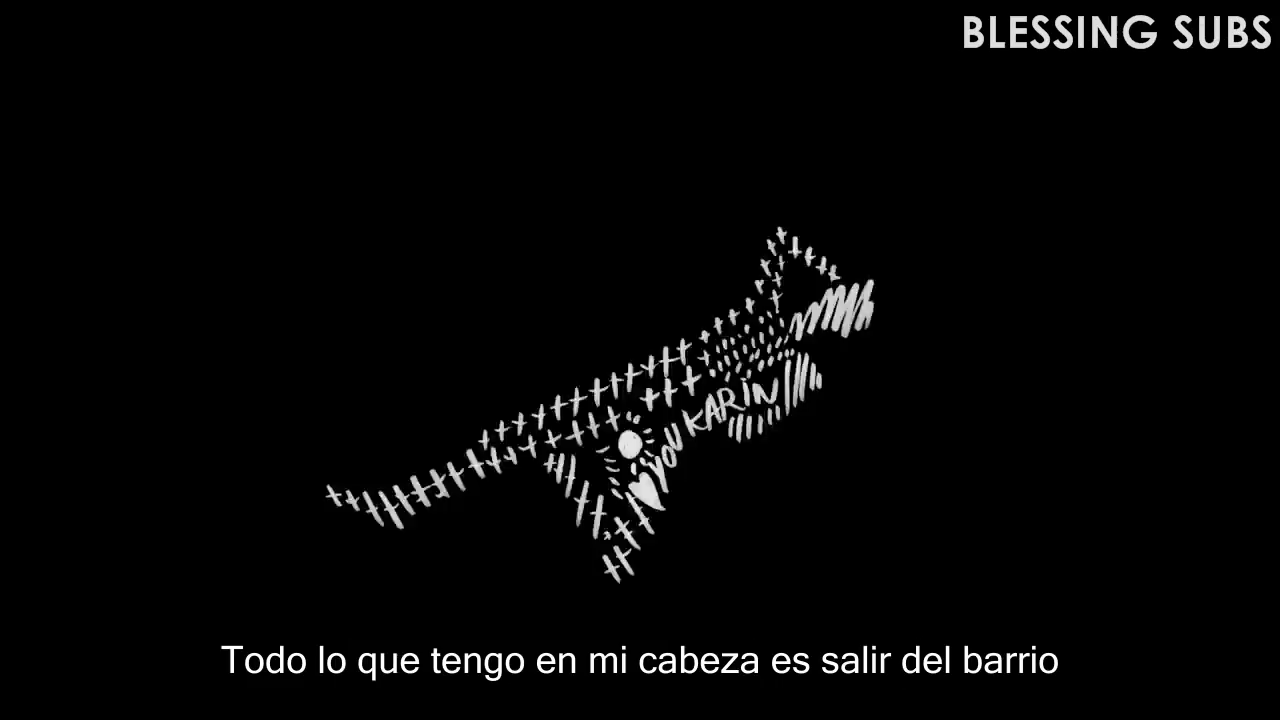 BLESSING SUBS
YOU KARIN
Todo lo que tengo en mi cabeza es salir del barrio